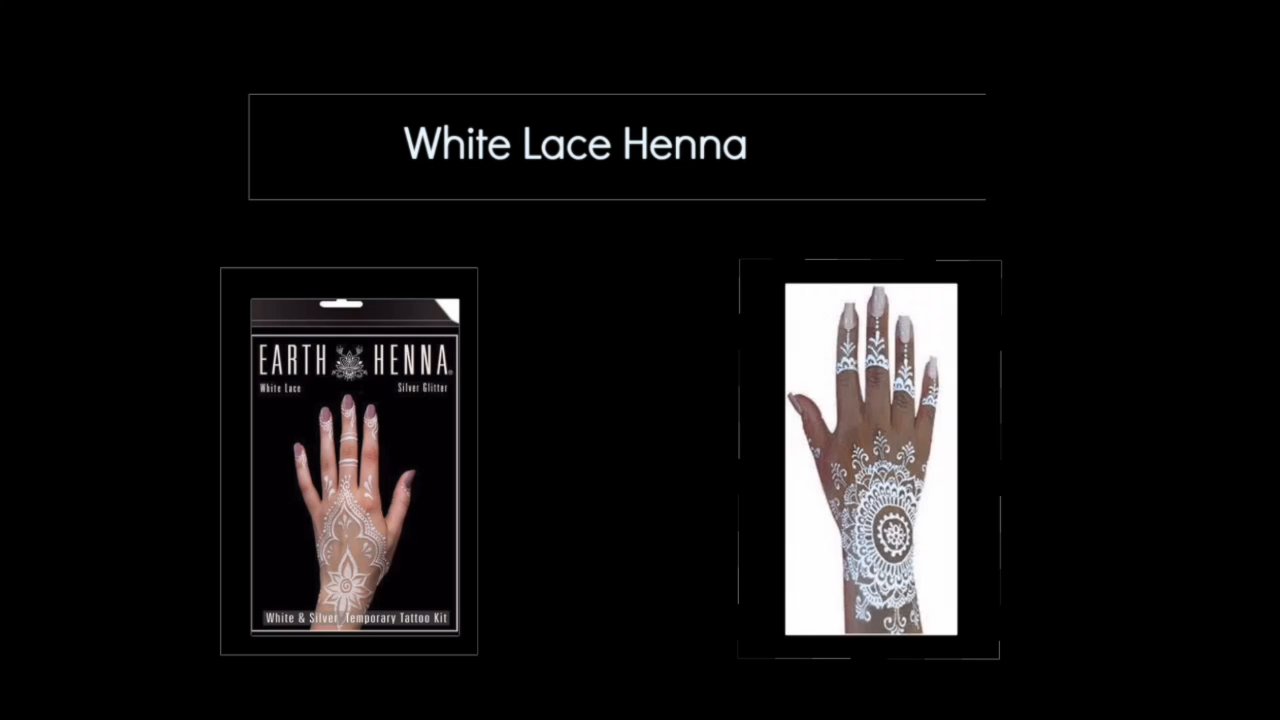 White Lace Henna
EARTH HENNA®
White Lace Silver Glitter
White & Silver Temporary Tattoo Kit